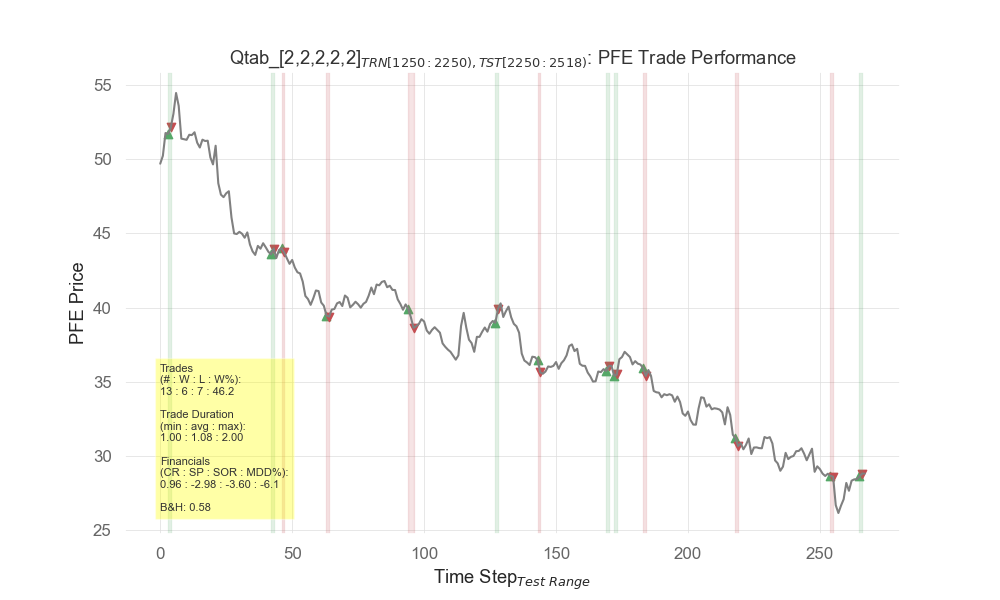 Qtab_[2,2,2,2,2]TRN[1250:2250),TST[2250:2518): PFE Trade Performance
55
50
45
40
35
30
25
PFE Price
Trades
(# : W : L : W%):
13 : 6 : 7 : 46.2
Trade Duration
(min : avg : max):
1.00 : 1.08 : 2.00
Financials
(CR : SP : SOR : MDD%):
0.96 : -2.98 : -3.60 : -6.1
B&H: 0.58
0 50 100 150 200 250
Time StepTest Range